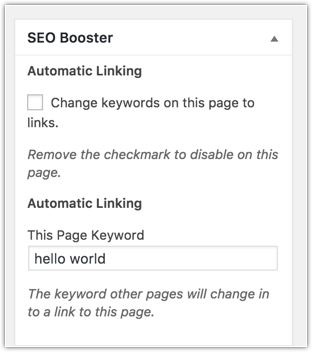 SEO Booster
Automatic Linking
Change keywords on this page to
links.
Remove the checkmark to disable on this
page.
Automatic Linking
This Page Keyword
hello world
The keyword other pages will change in
to a link to this page.